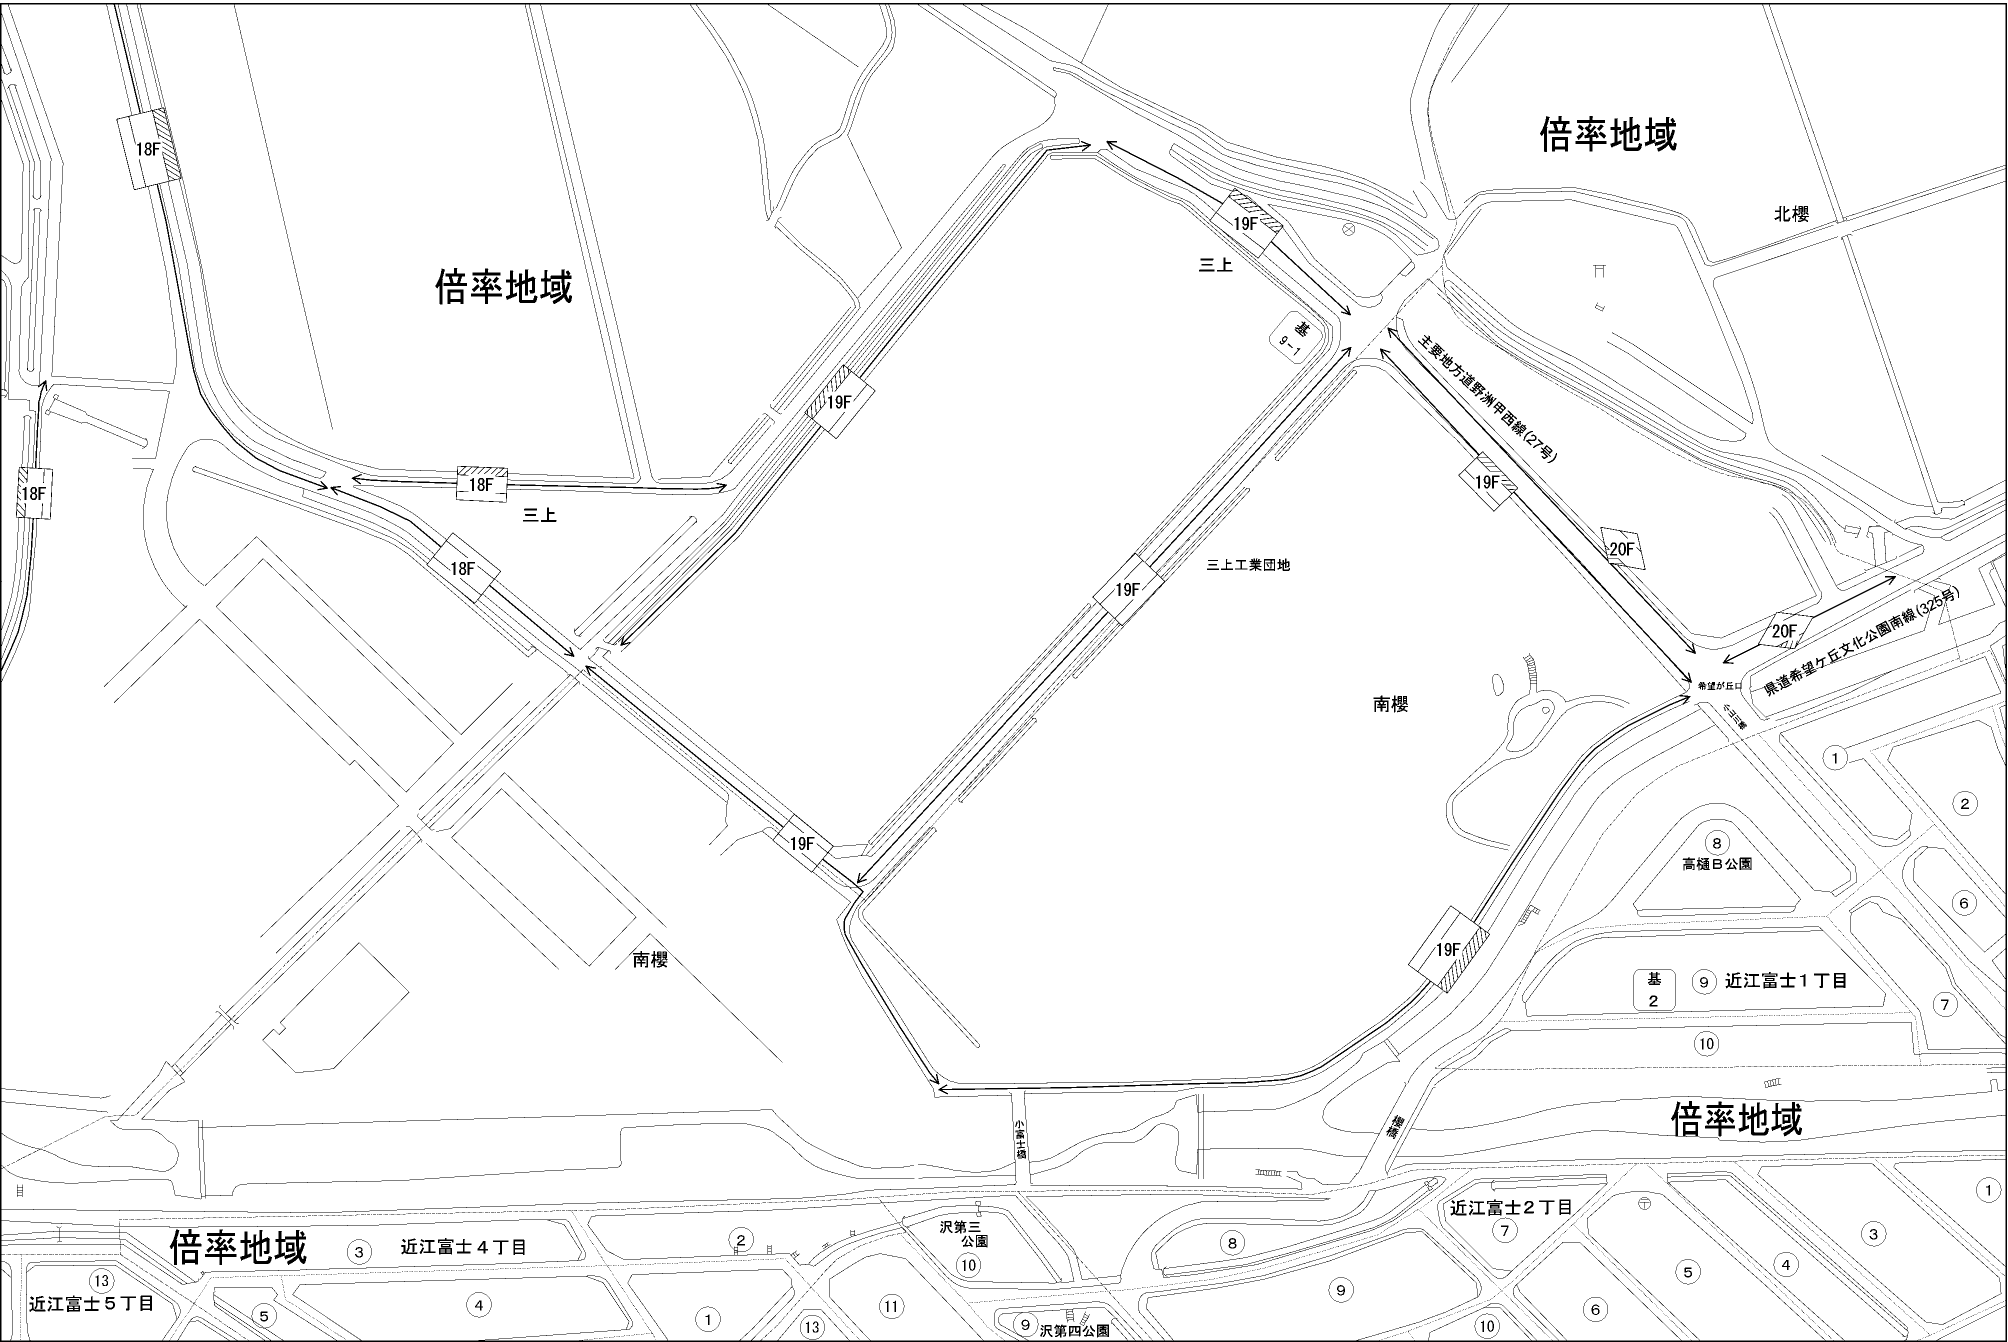 倍率地域
18F
北櫻
19F
三上
倍率地域
基
9-1
主要地方道野洲甲西線(27号)
19F
18F
18F
三上
19F
20F
18F
三上工業団地
19F
20F
県道希望ケ丘文化公園南線(325号)
希望が丘口
南櫻
1
2
19F
8
高樋B公園
6
19F
南櫻
基
2
9
近江富士1丁目
7
10
倍率地域
櫻橋
小富士橋
1
近江富士2丁目
7
沢第三
公園
倍率地域
3
近江富士4丁目
2
8
3
10
4
5
13
近江富士5丁目
9
4
11
6
5
1
13
9
沢第四公園
10